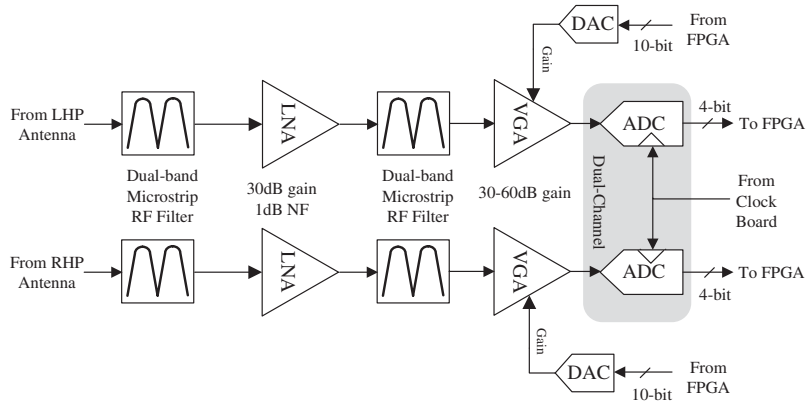 DAC
10-bit
From
FPGA
Gain
From LHP
Antenna
LNA
VGA
ADC
4-bit
To FPGA
Dual-band
Microstrip
RF Filter
30dB gain
1dB NF
Dual-band
Microstrip
RF Filter
30-60dB gain
Dual-Channel
From
Clock
Board
From RHP
Antenna
LNA
VGA
ADC
4-bit
To FPGA
Gain
DAC
10-bit
From
FPGA